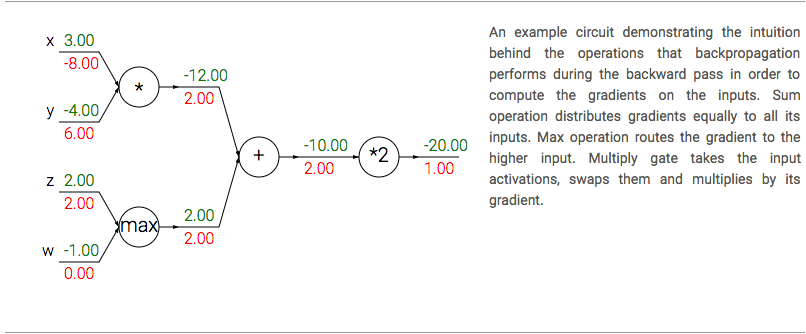 x 3.00
-8.00
y -4.00
6.00
*
-12.00
2.00
z 2.00
2.00
w -1.00
0.00
max
2.00
2.00
+
-10.00
2.00
*2
-20.00
1.00
An example circuit demonstrating the intuition
behind the operations that backpropagation
performs during the backward pass in order to
compute the gradients on the inputs. Sum
operation distributes gradients equally to all its
inputs. Max operation routes the gradient to the
higher input. Multiply gate takes the input
activations, swaps them and multiplies by its
gradient.